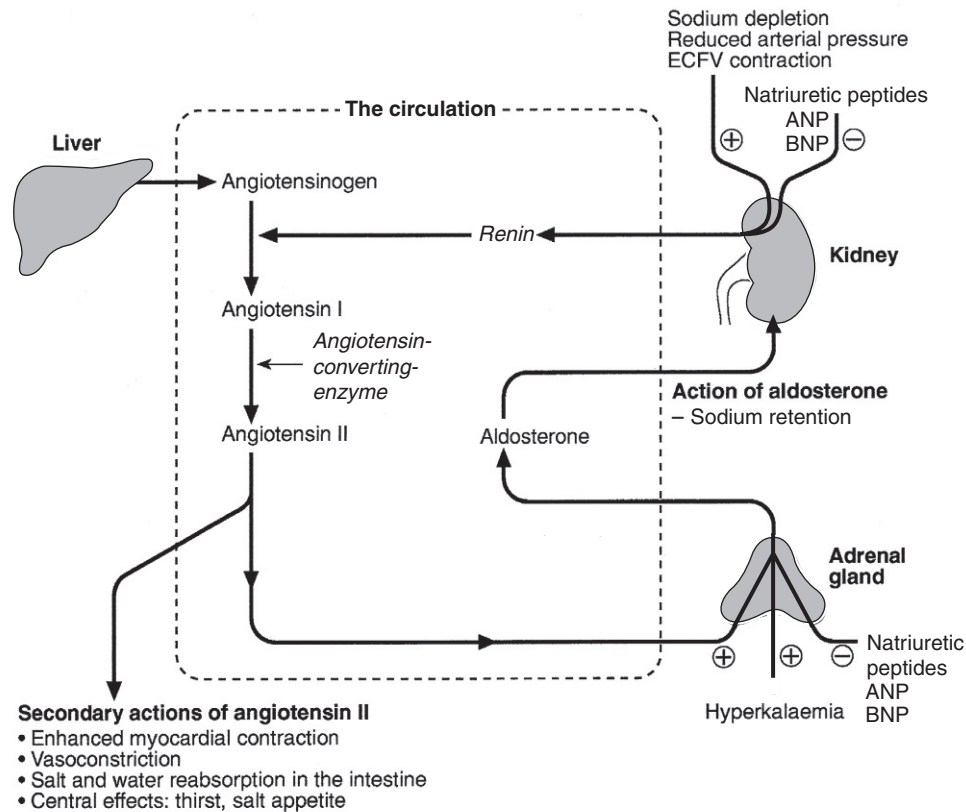 Sodium depletion
Reduced arterial pressure
ECFV contraction
Natriuretic peptides
ANP
BNP
+
−
The circulation
Liver
Angiotensinogen
Renin
Kidney
Angiotensin I
Angiotensin-
converting-
enzyme
Action of aldosterone
– Sodium retention
Angiotensin II
Aldosterone
Adrenal
gland
+
+
−
Natriuretic
peptides
ANP
BNP
Hyperkalaemia
Secondary actions of angiotensin II
• Enhanced myocardial contraction
• Vasoconstriction
• Salt and water reabsorption in the intestine
• Central effects: thirst, salt appetite